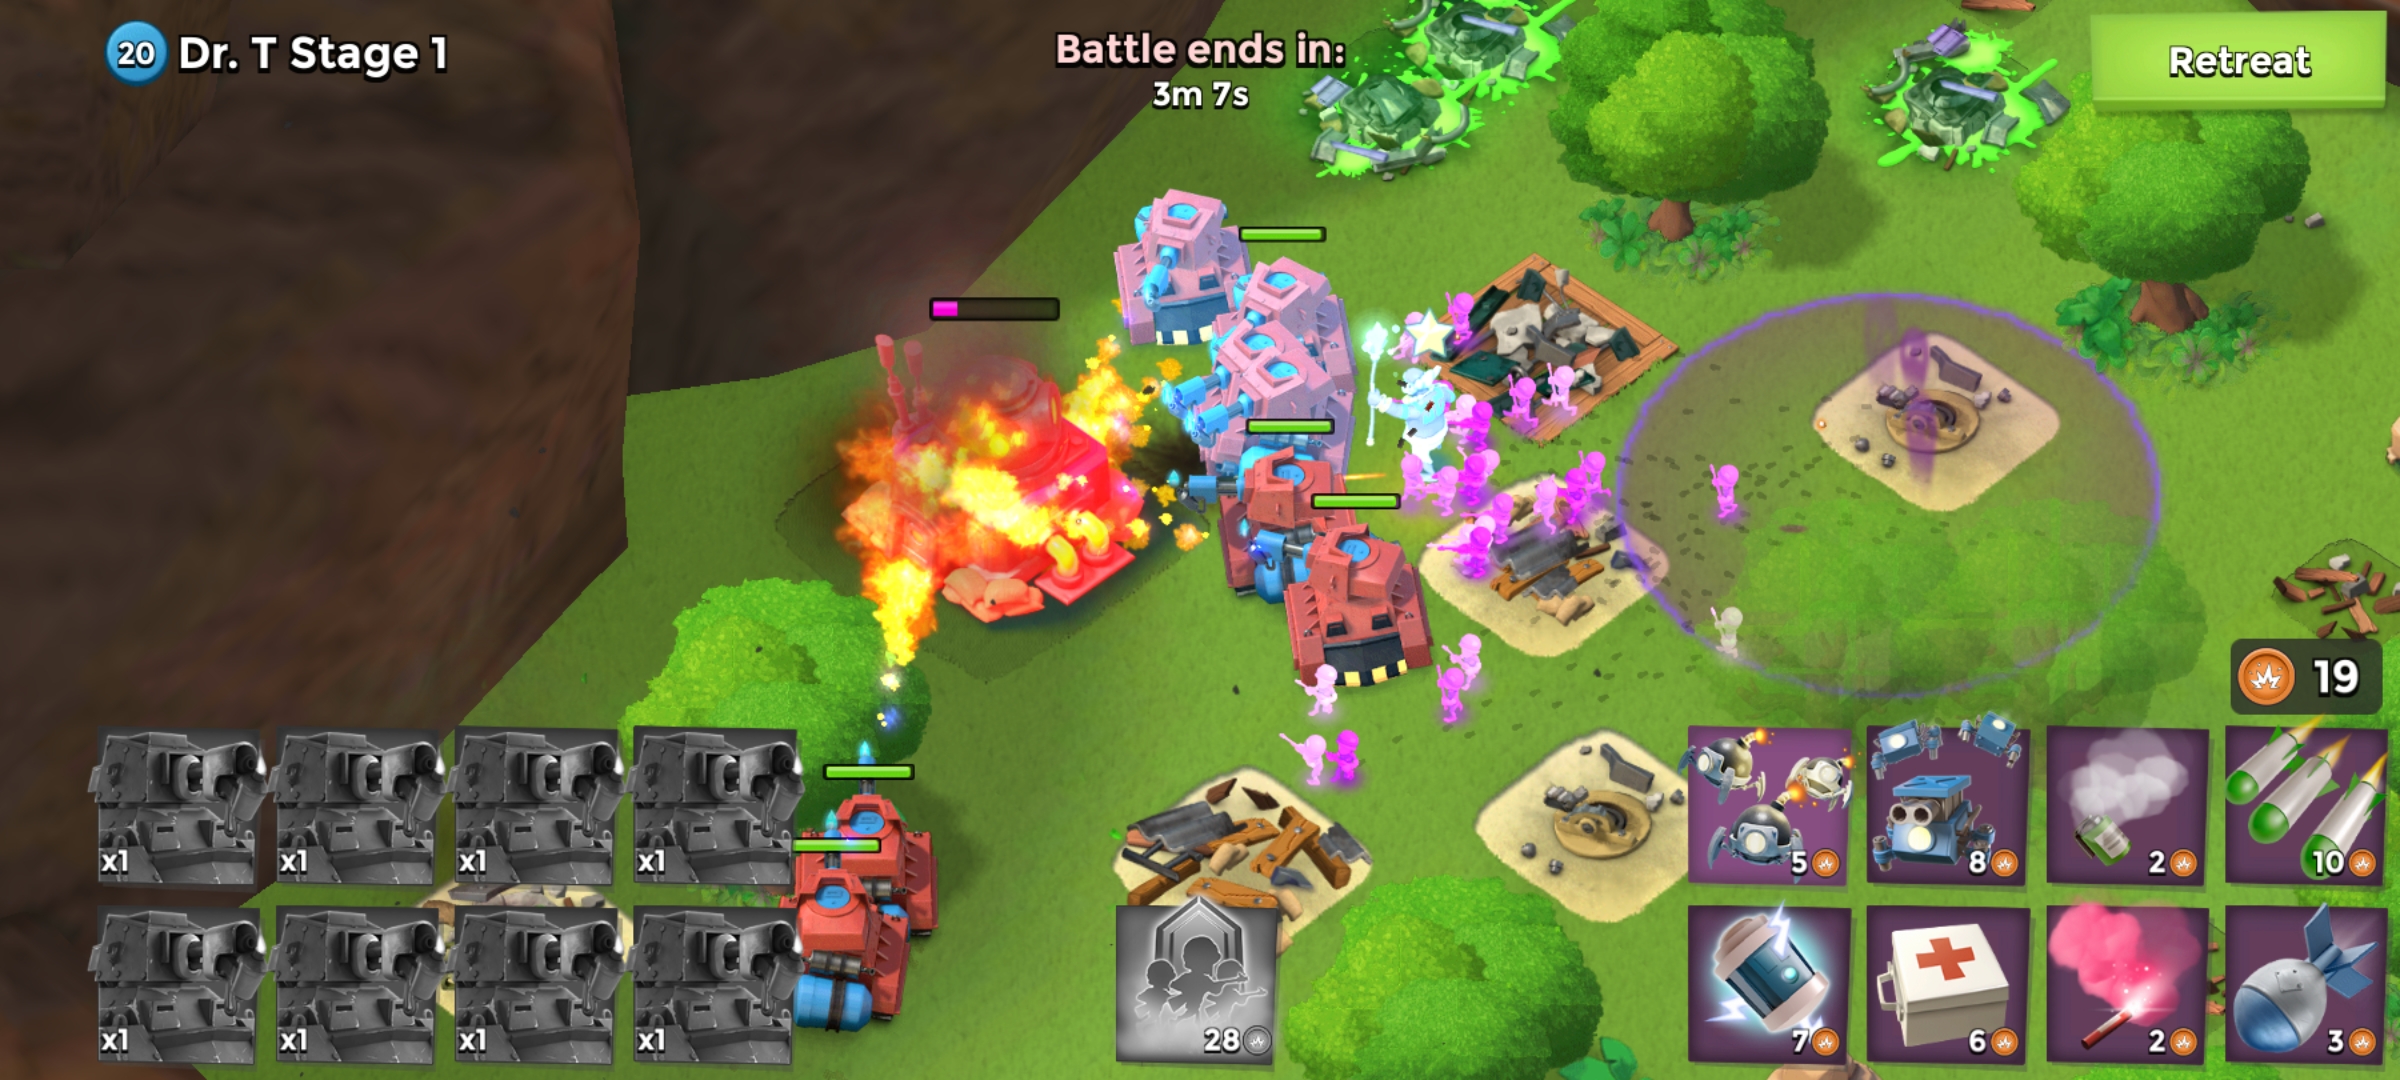 20 Dr. T Stage 1
Battle ends in:
3m 7s
Retreat
19
x1 x1 x1 x1
5 8 2 10
x1 x1 x1 x1
28
7 6 2 3